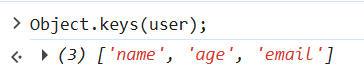 Object.keys(user);
(3) ['name', 'age', 'email']